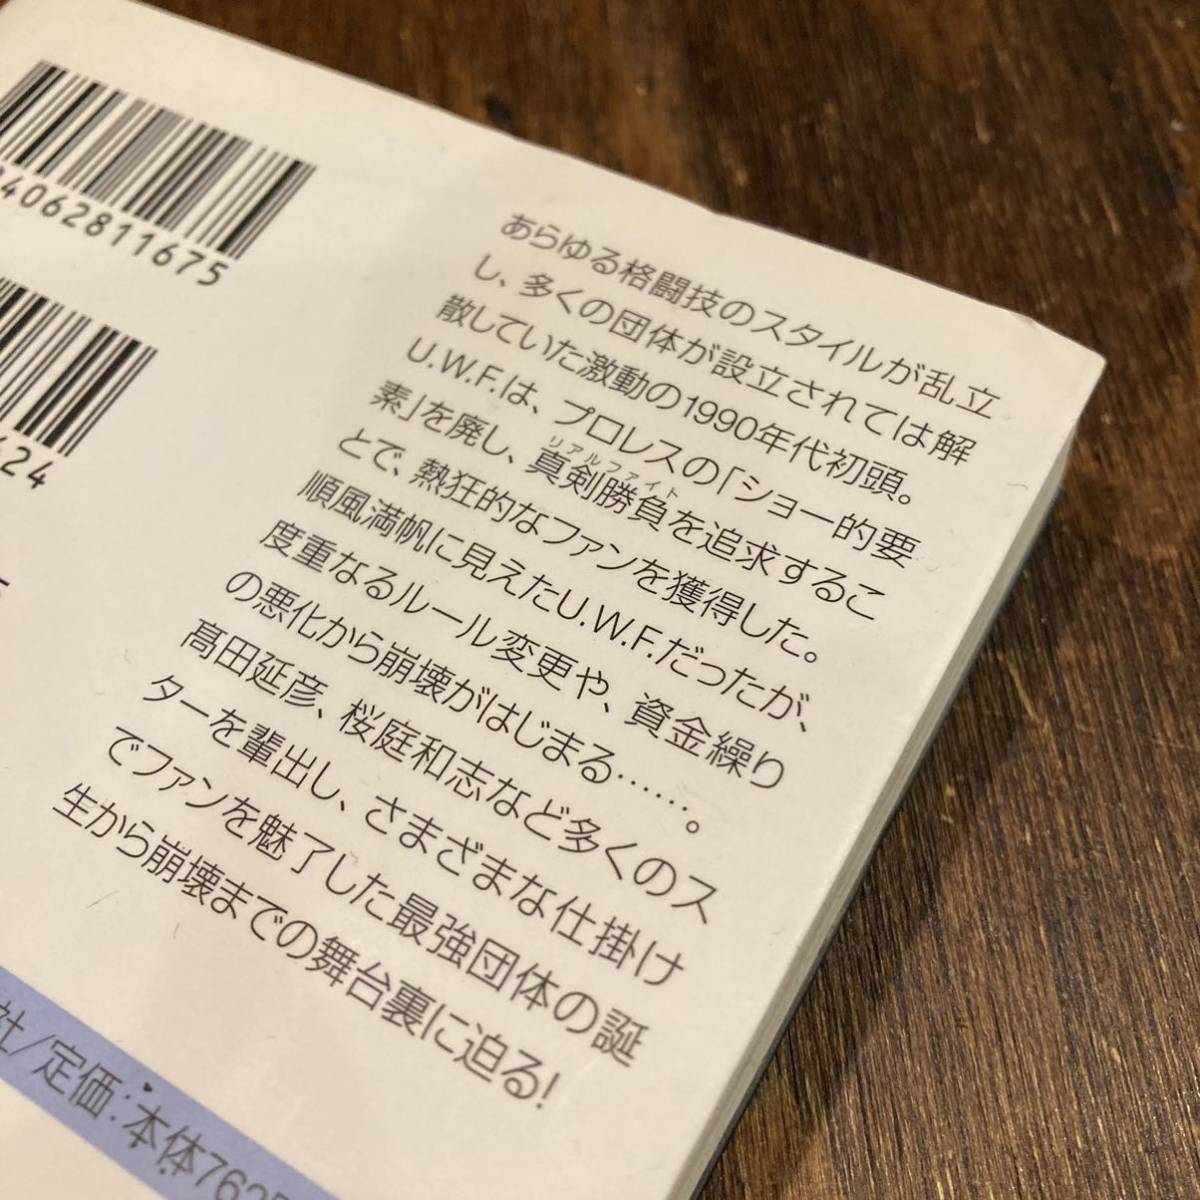 4062811675
24
あらゆる格闘技のスタイルが乱立
し、多くの団体が設立されては解
散していた激動の1990年代初頭。
U.W.F.は、プロレスの「ショー的要
素」を廃し、真剣勝負を追求するこ
リアルファイト
とで、熱狂的なファンを獲得した。
順風満帆に見えたU.W.F.だったが、
度重なるルール変更や、資金繰り
の悪化から崩壊がはじまる……。
髙田延彦、桜庭和志など多くのス
ターを輩出し、さまざまな仕掛け
でファンを魅了した最強団体の誕
生から崩壊までの舞台裏に迫る!
社/定価:本体762